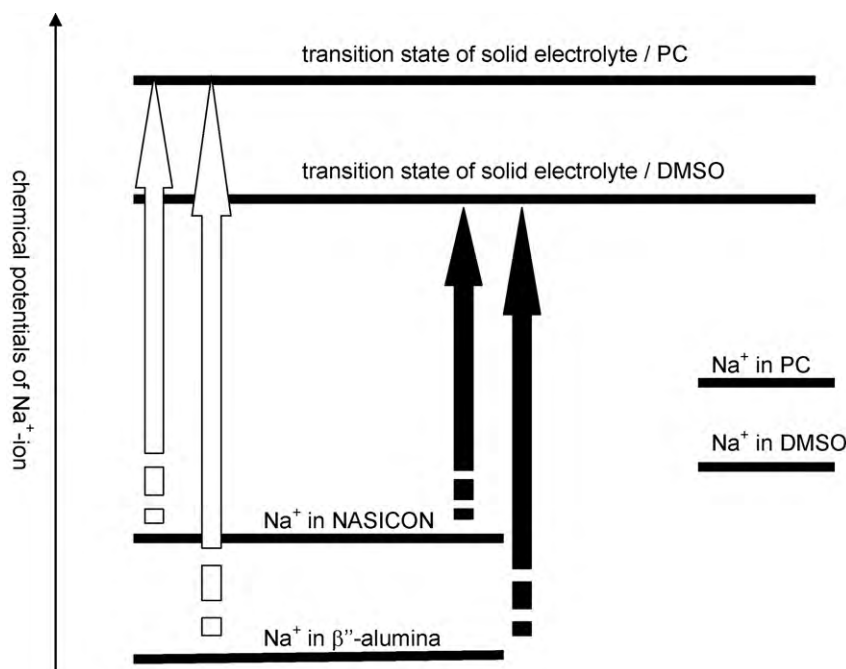 transition state of solid electrolyte / PC
transition state of solid electrolyte / DMSO
chemical potentials of Na⁺-ion
Na⁺ in PC
Na⁺ in DMSO
Na⁺ in NASICON
Na⁺ in β''-alumina